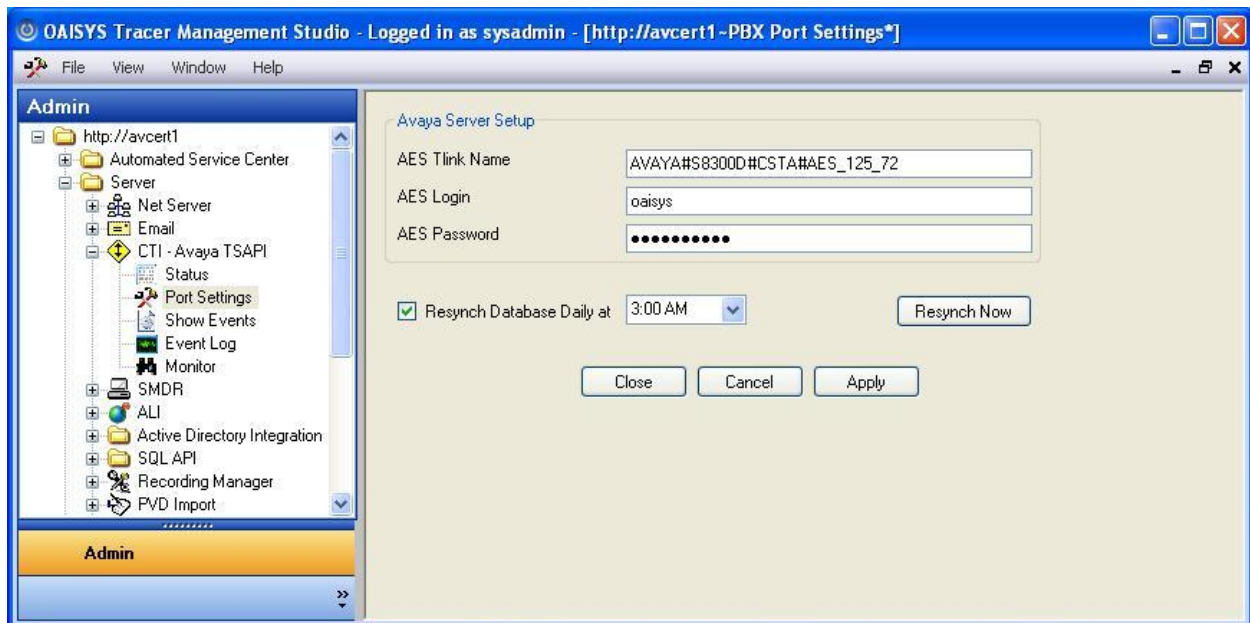 OAISYS Tracer Management Studio - Logged in as sysadmin - [http://avcert1~PBX Port Settings*]
File View Window Help
Admin
http://avcert1
Automated Service Center
Server
Net Server
Email
CTI - Avaya TSAPI
Status
Port Settings
Show Events
Event Log
Monitor
SMDR
ALI
Active Directory Integration
SQL API
Recording Manager
PVD Import
Admin
Avaya Server Setup
AES Tlink Name AVAYA#S8300D#CSTA#AES_125_72
AES Login oaisys
AES Password ●●●●●●●●●●
Resynch Database Daily at 3:00 AM Resynch Now
Close Cancel Apply